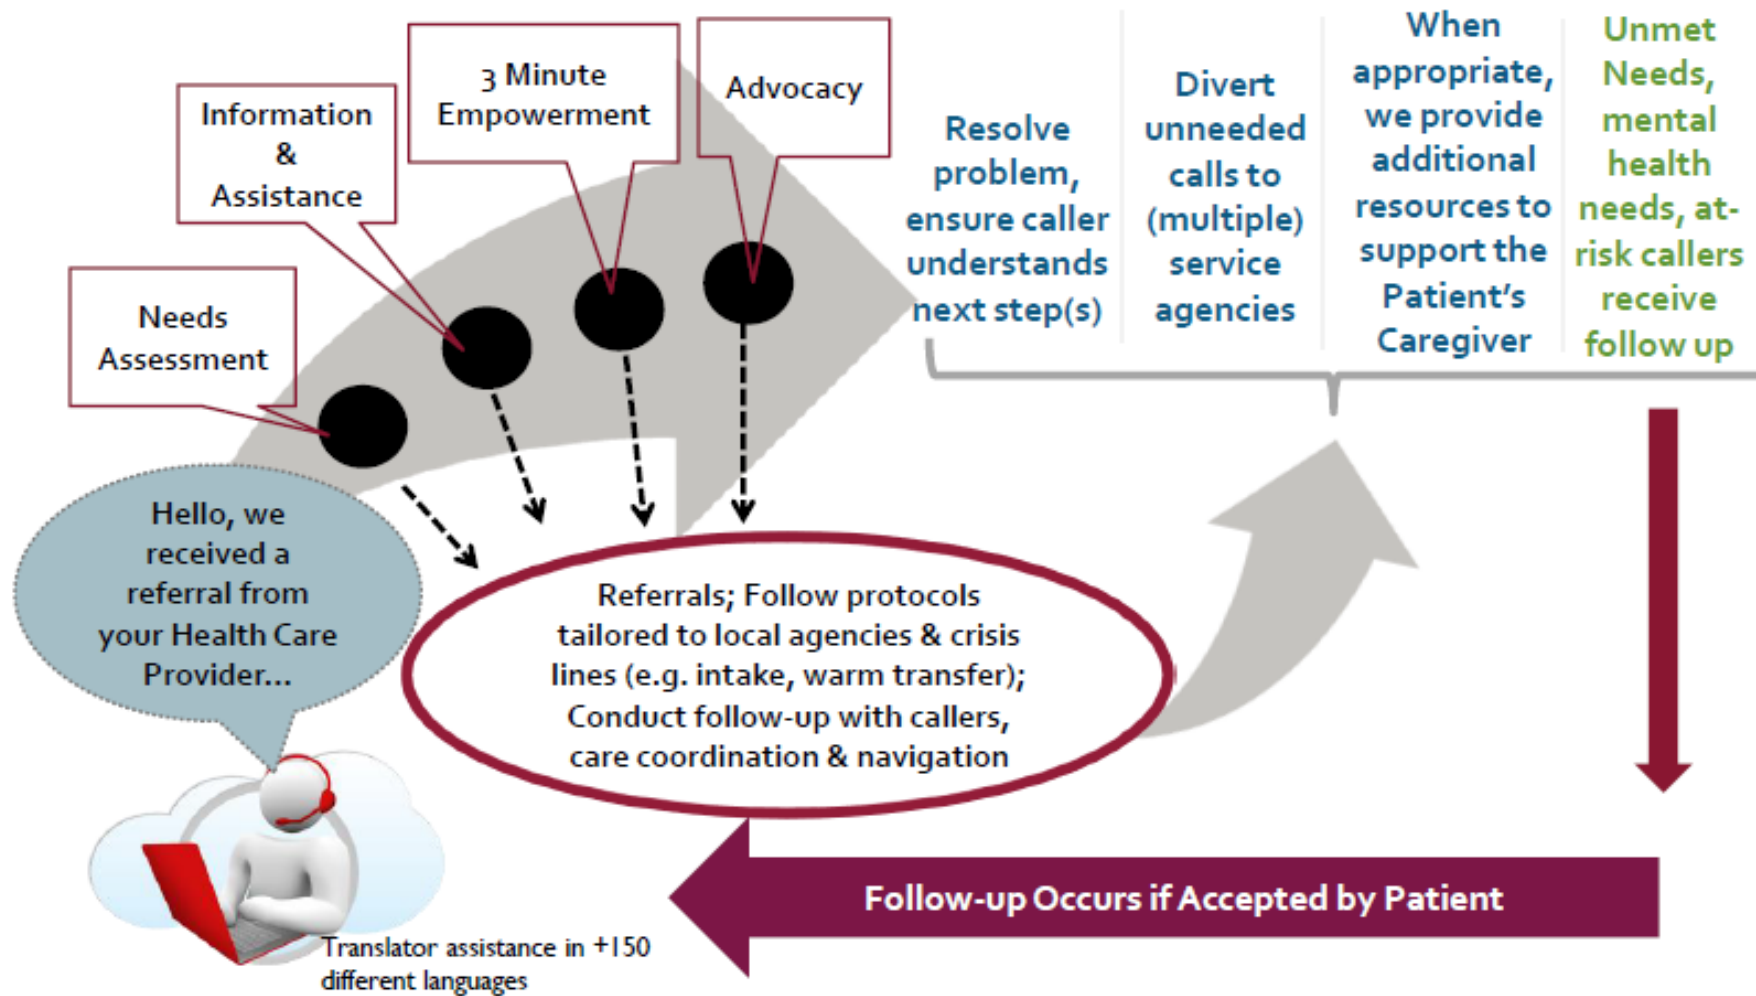 Needs
Assessment
Information
&
Assistance
3 Minute
Empowerment
Advocacy
Resolve
problem,
ensure caller
understands
next step(s)
Divert
unneeded
calls to
(multiple)
service
agencies
When
appropriate,
we provide
additional
resources to
support the
Patient's
Caregiver
Unmet
Needs,
mental
health
needs, at-
risk callers
receive
follow up
Hello, we
received a
referral from
your Health Care
Provider...
Referrals; Follow protocols
tailored to local agencies & crisis
lines (e.g. intake, warm transfer);
Conduct follow-up with callers,
care coordination & navigation
Follow-up Occurs if Accepted by Patient
Translator assistance in +150
different languages